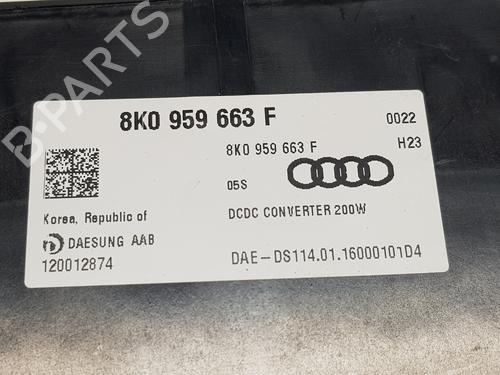 B-PARTS
8K0 959 663 F
0022
8K0 959 663 F
H23
05S
Korea, Republic of
DCDC CONVERTER 200W
DAESUNG AAB
120012874
DAE-DS114.01.16000101D4